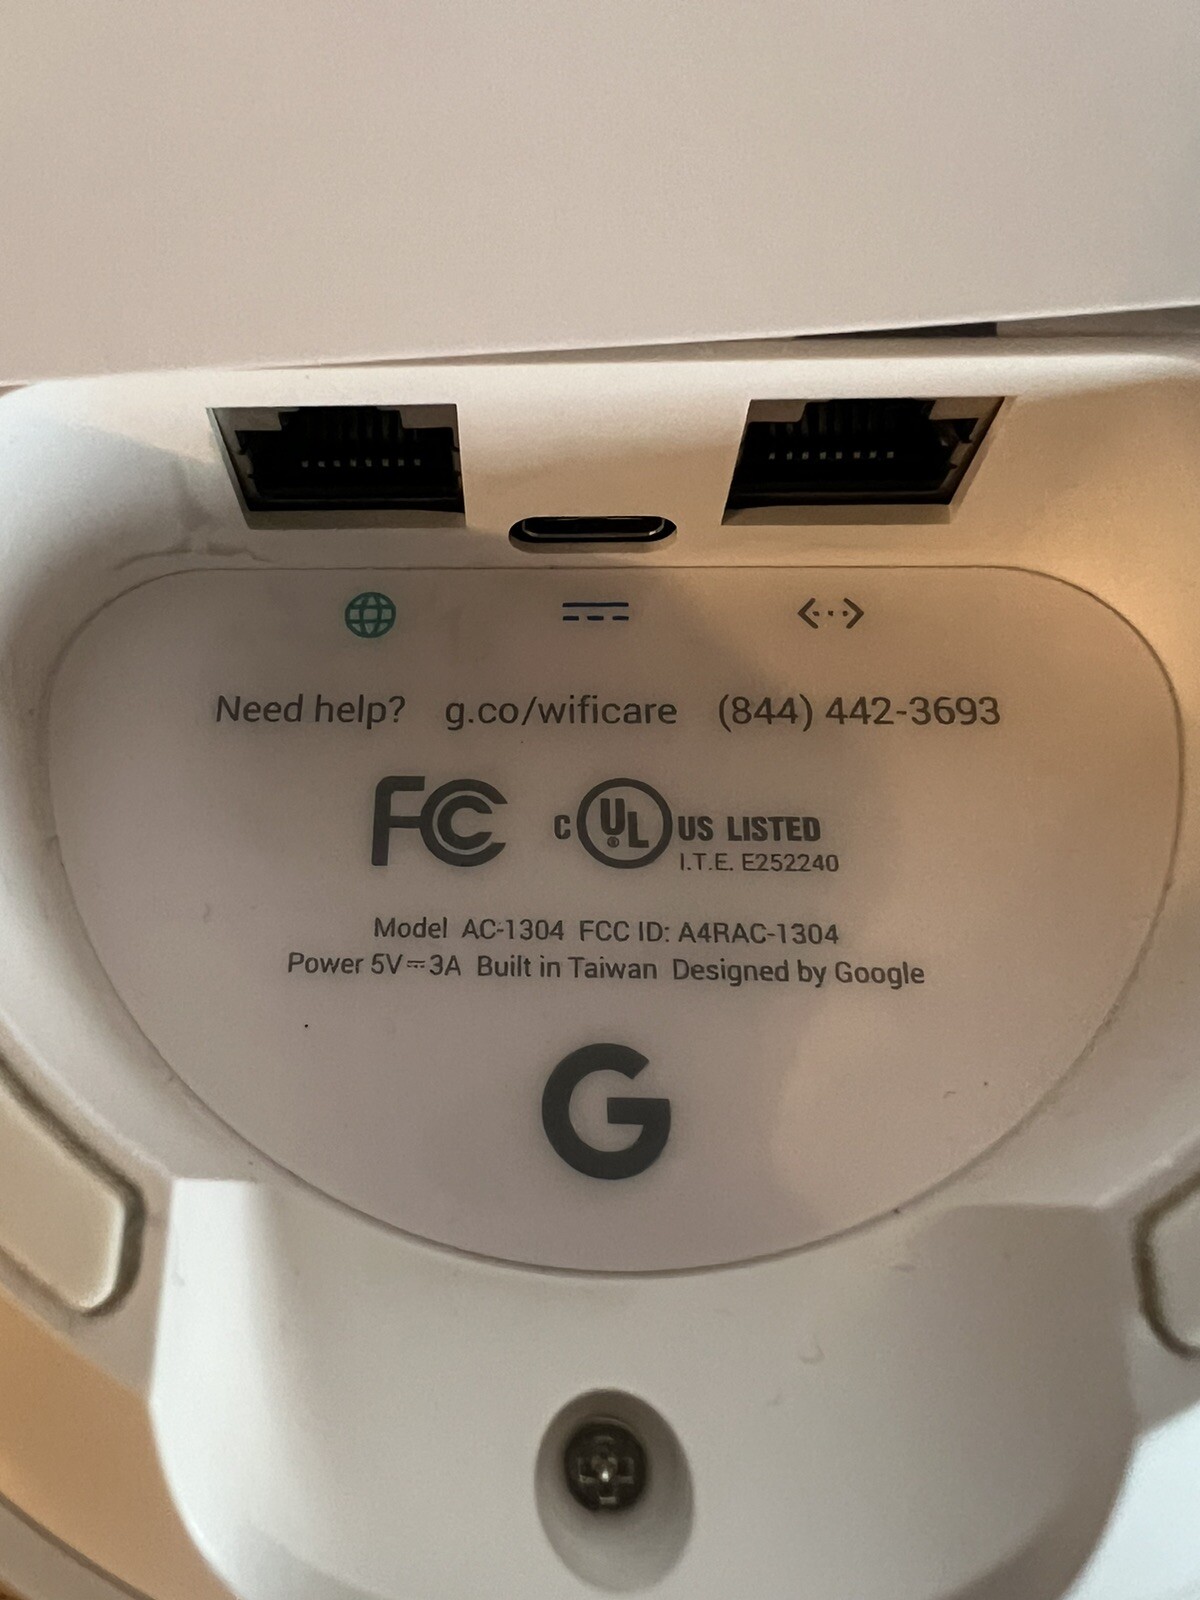 Need help? g.co/wificare (844) 442-3693
FC
C UL US LISTED
®
I.T.E. E252240
Model AC-1304 FCC ID: A4RAC-1304
Power 5V⎓3A Built in Taiwan Designed by Google
G